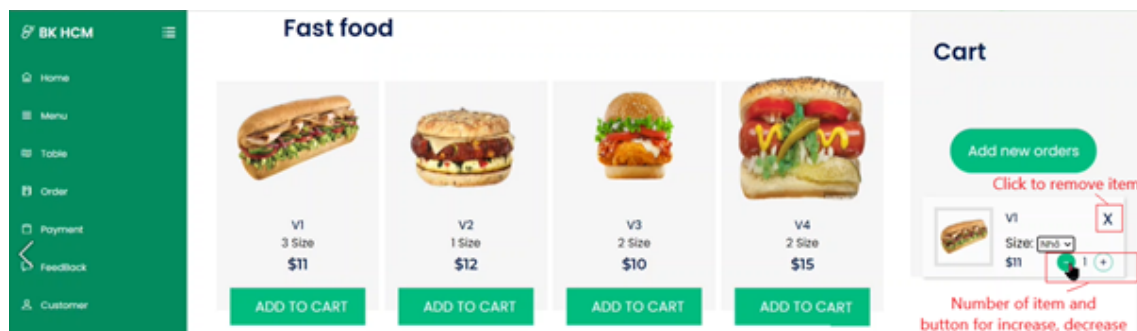 BK HCM
Home
Menu
Table
Order
Payment
Feedback
Customer
Fast food
V1
3 Size
$11
ADD TO CART
V2
1 Size
$12
ADD TO CART
V3
2 Size
$10
ADD TO CART
V4
2 Size
$15
ADD TO CART
Cart
Add new orders
Click to remove item
V1
X
Size: Nhỏ
$11
- 1 +
Number of item and
button for increase, decrease